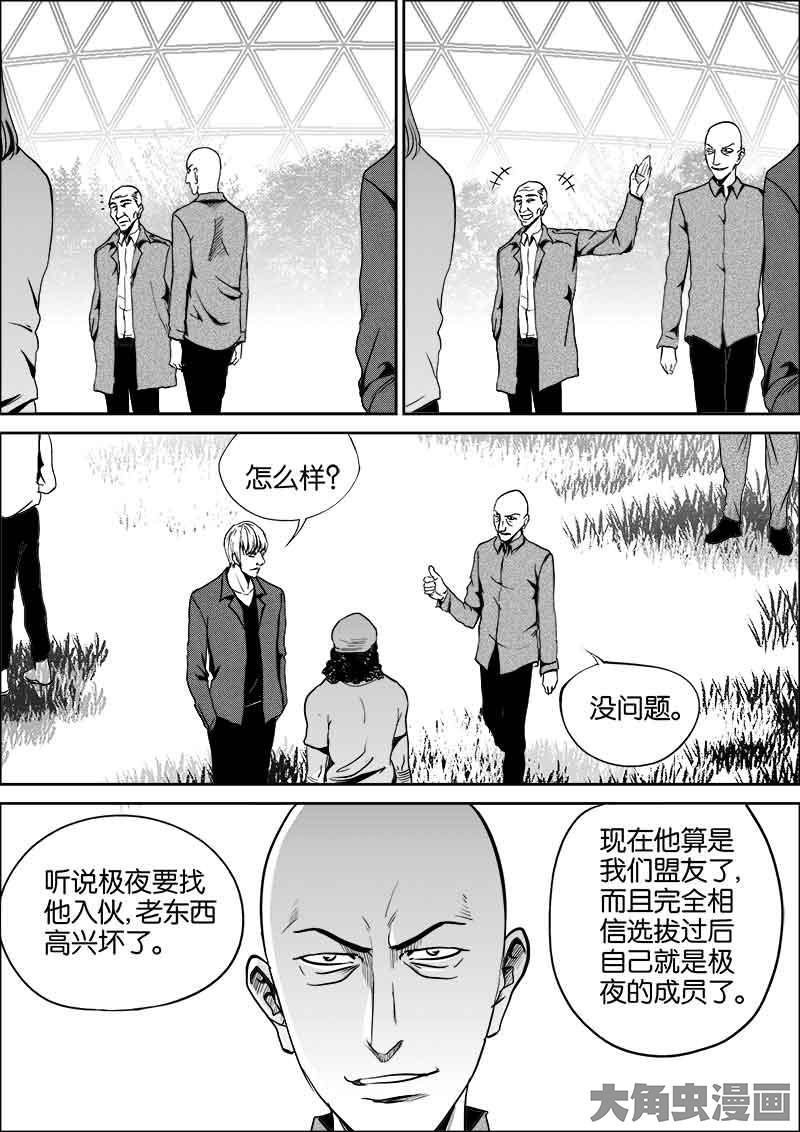 怎么样？
没问题。
听说极夜要找
他入伙，老东西
高兴坏了。
现在他算是
我们盟友了，
而且完全相
信选拔过后
自己就是极
夜的成员了。
大角虫漫画